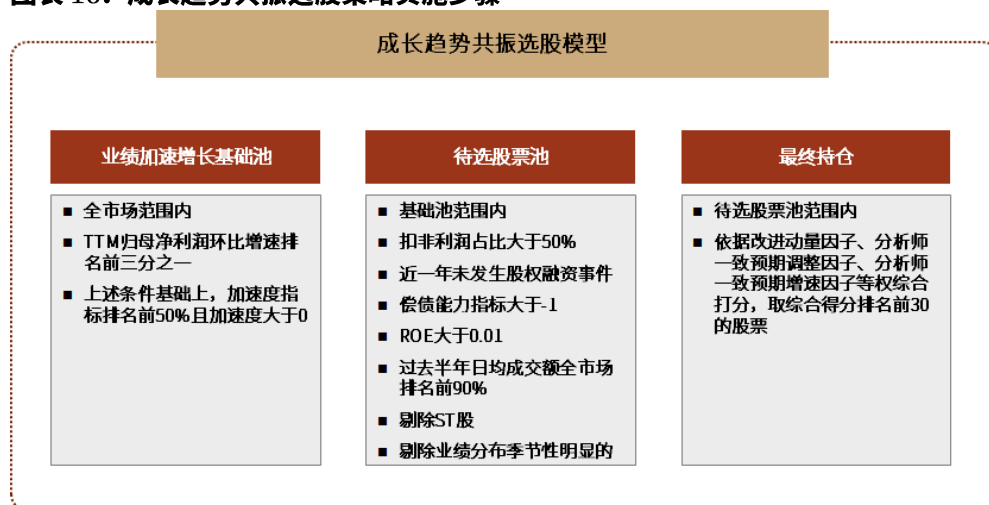 成长趋势共振选股模型
业绩加速增长基础池
■ 全市场范围内
■ TTM归母净利润环比增速排
名前三分之一
■ 上述条件基础上，加速度指
标排名前50%且加速度大于0
待选股票池
■ 基础池范围内
■ 扣非利润占比大于50%
■ 近一年未发生股权融资事件
■ 偿债能力指标大于-1
■ ROE大于0.01
■ 过去半年日均成交额全市场
排名前90%
■ 剔除ST股
■ 剔除业绩分布季节性明显的
最终持仓
■ 待选股票池范围内
■ 依据改进动量因子、分析师
一致预期调整因子、分析师
一致预期增速因子等权综合
打分，取综合得分排名前30
的股票